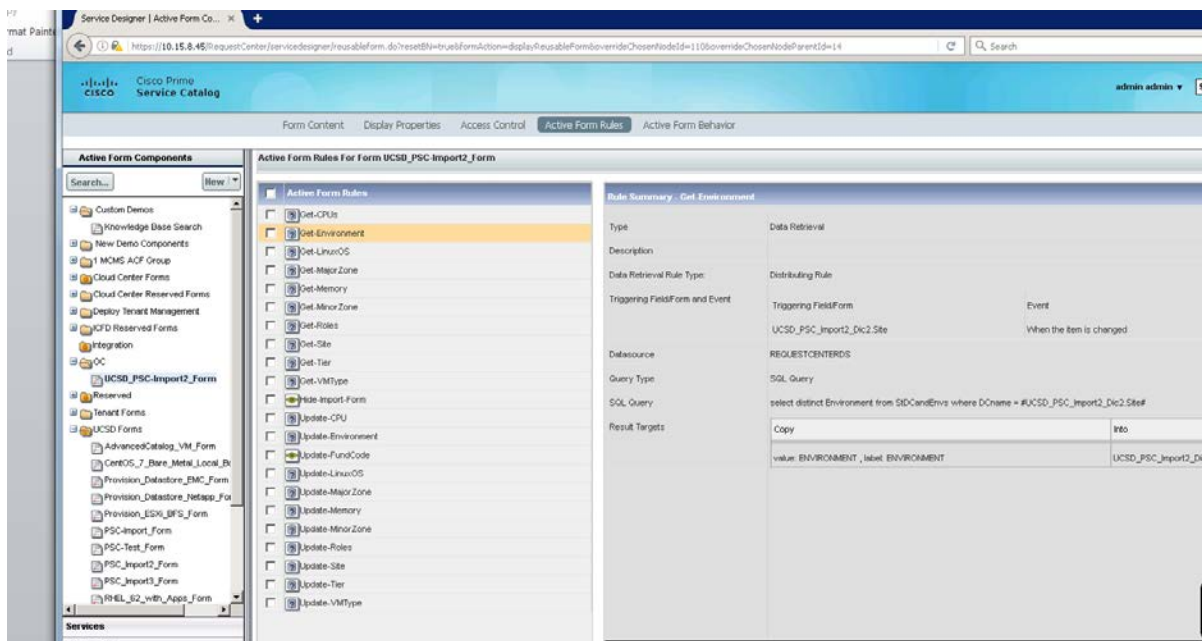 rmat Painte
Service Designer | Active Form Co...
https://10.15.8.45/RequestCenter/servicedesigner/reusableform.do?resetBN=true&formAction=displayReusableForm&overrideChosenNodeId=110&overrideChosenNodeParentId=14
Search
CISCO
Cisco Prime
Service Catalog
admin admin
Form Content Display Properties Access Control Active Form Rules Active Form Behavior
Active Form Components
Search... New
Custom Demos
Knowledge Base Search
New Demo Components
1 MCMS ACF Group
Cloud Center Forms
Cloud Center Reserved Forms
Deploy Tenant Management
ICFD Reserved Forms
Integration
OC
UCSD_PSC-Import2_Form
Reserved
Tenant Forms
UCSD Forms
AdvancedCatalog_VM_Form
CentOS_7_Bare_Metal_Local_Bo
Provision_Datastore_EMC_Form
Provision_Datastore_Netapp_For
Provision_ESXi_BFS_Form
PSC-Import_Form
PSC-Test_Form
PSC_Import2_Form
PSC_Import3_Form
RHEL_62_with_Apps_Form
Services
Active Form Rules For Form UCSD_PSC-Import2_Form
Active Form Rules
Get-CPUs
Get-Environment
Get-LinuxOS
Get-MajorZone
Get-Memory
Get-MinorZone
Get-Roles
Get-Site
Get-Tier
Get-VMType
Hide-Import-Form
Update-CPU
Update-Environment
Update-FundCode
Update-LinuxOS
Update-MajorZone
Update-Memory
Update-MinorZone
Update-Roles
Update-Site
Update-Tier
Update-VMType
Rule Summary - Get-Environment
Type Data Retrieval
Description
Data Retrieval Rule Type: Distributing Rule
Triggering Field/Form and Event
Triggering Field/Form Event
UCSD_PSC_Import2_Dic2.Site When the item is changed
Datasource REQUESTCENTERDS
Query Type SQL Query
SQL Query select distinct Environment from StDCandEnvs where DCname = #UCSD_PSC_Import2_Dic2.Site#
Result Targets
Copy Into
value: ENVIRONMENT , label: ENVIRONMENT UCSD_PSC_Import2_Di